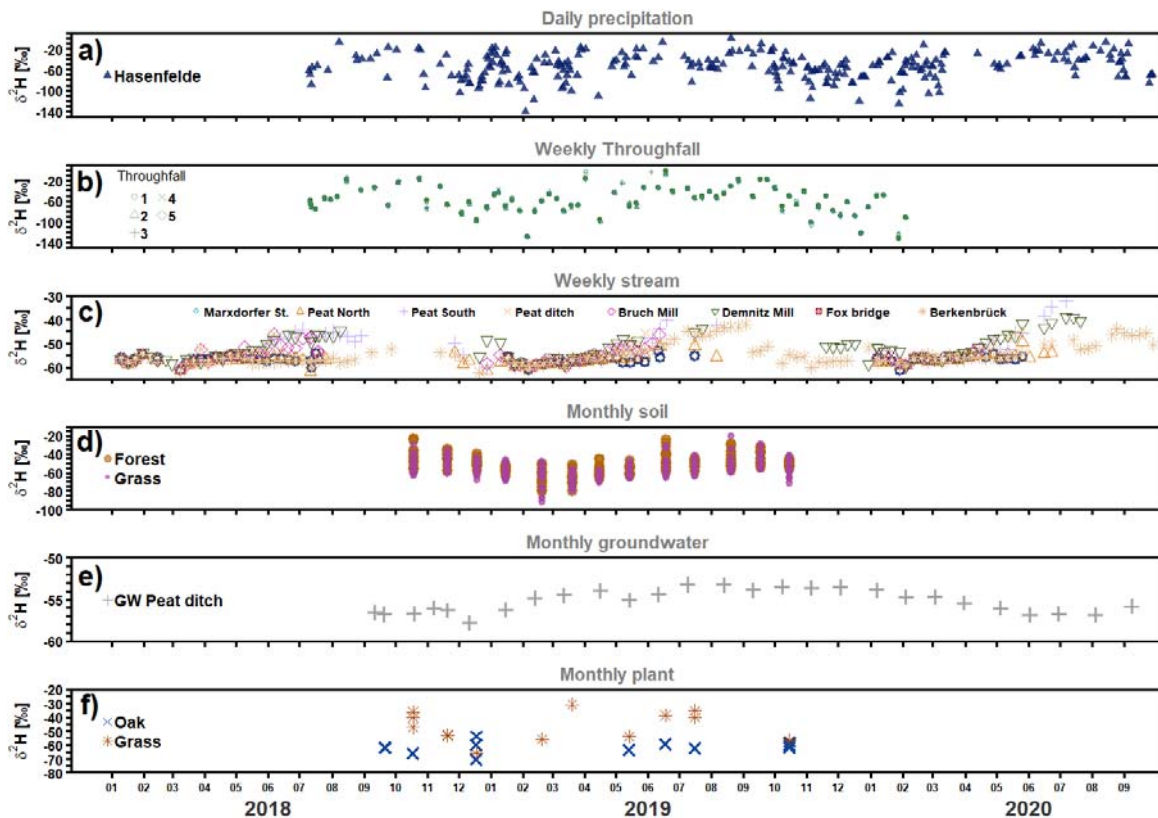 Daily precipitation
a)
Hasenfelde
δ²H [‰]
-20
-60
-100
-140
Weekly Throughfall
b)
Throughfall
1 4
2 5
3
δ²H [‰]
-20
-60
-100
-140
Weekly stream
c)
Marxdorfer St. Peat North Peat South Peat ditch Bruch Mill Demnitz Mill Fox bridge Berkenbrück
δ²H [‰]
-30
-40
-50
-60
Monthly soil
d)
Forest
Grass
δ²H [‰]
-20
-40
-60
-80
-100
Monthly groundwater
e)
GW Peat ditch
δ²H [‰]
-50
-55
-60
Monthly plant
f)
Oak
Grass
δ²H [‰]
-20
-30
-40
-50
-60
-70
-80
01 02 03 04 05 06 07 08 09 10 11 12 01 02 03 04 05 06 07 08 09 10 11 12 01 02 03 04 05 06 07 08 09
2018 2019 2020